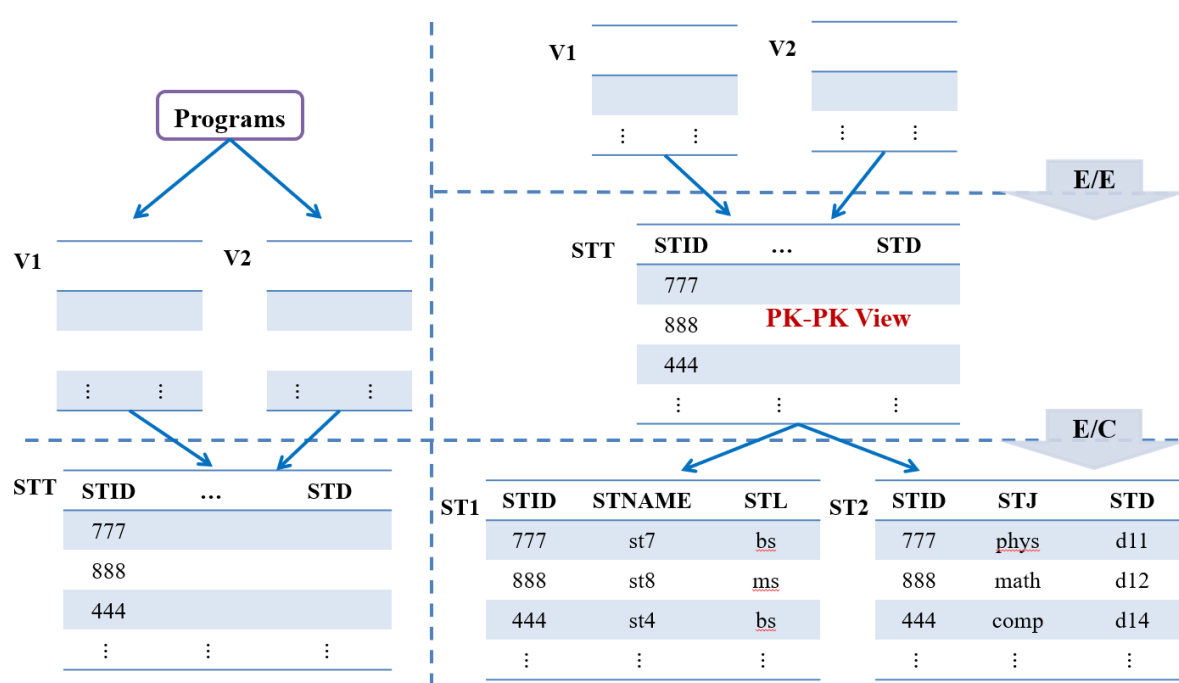 Programs
V1
V2
⋮ ⋮
⋮ ⋮
STT
STID … STD
777
888
444
⋮ ⋮ ⋮
V1
V2
⋮ ⋮
⋮ ⋮
E/E
STT
STID … STD
777
888
PK-PK View
444
⋮ ⋮ ⋮
E/C
ST1
STID STNAME STL
777 st7 bs
888 st8 ms
444 st4 bs
⋮ ⋮ ⋮
ST2
STID STJ STD
777 phys d11
888 math d12
444 comp d14
⋮ ⋮ ⋮